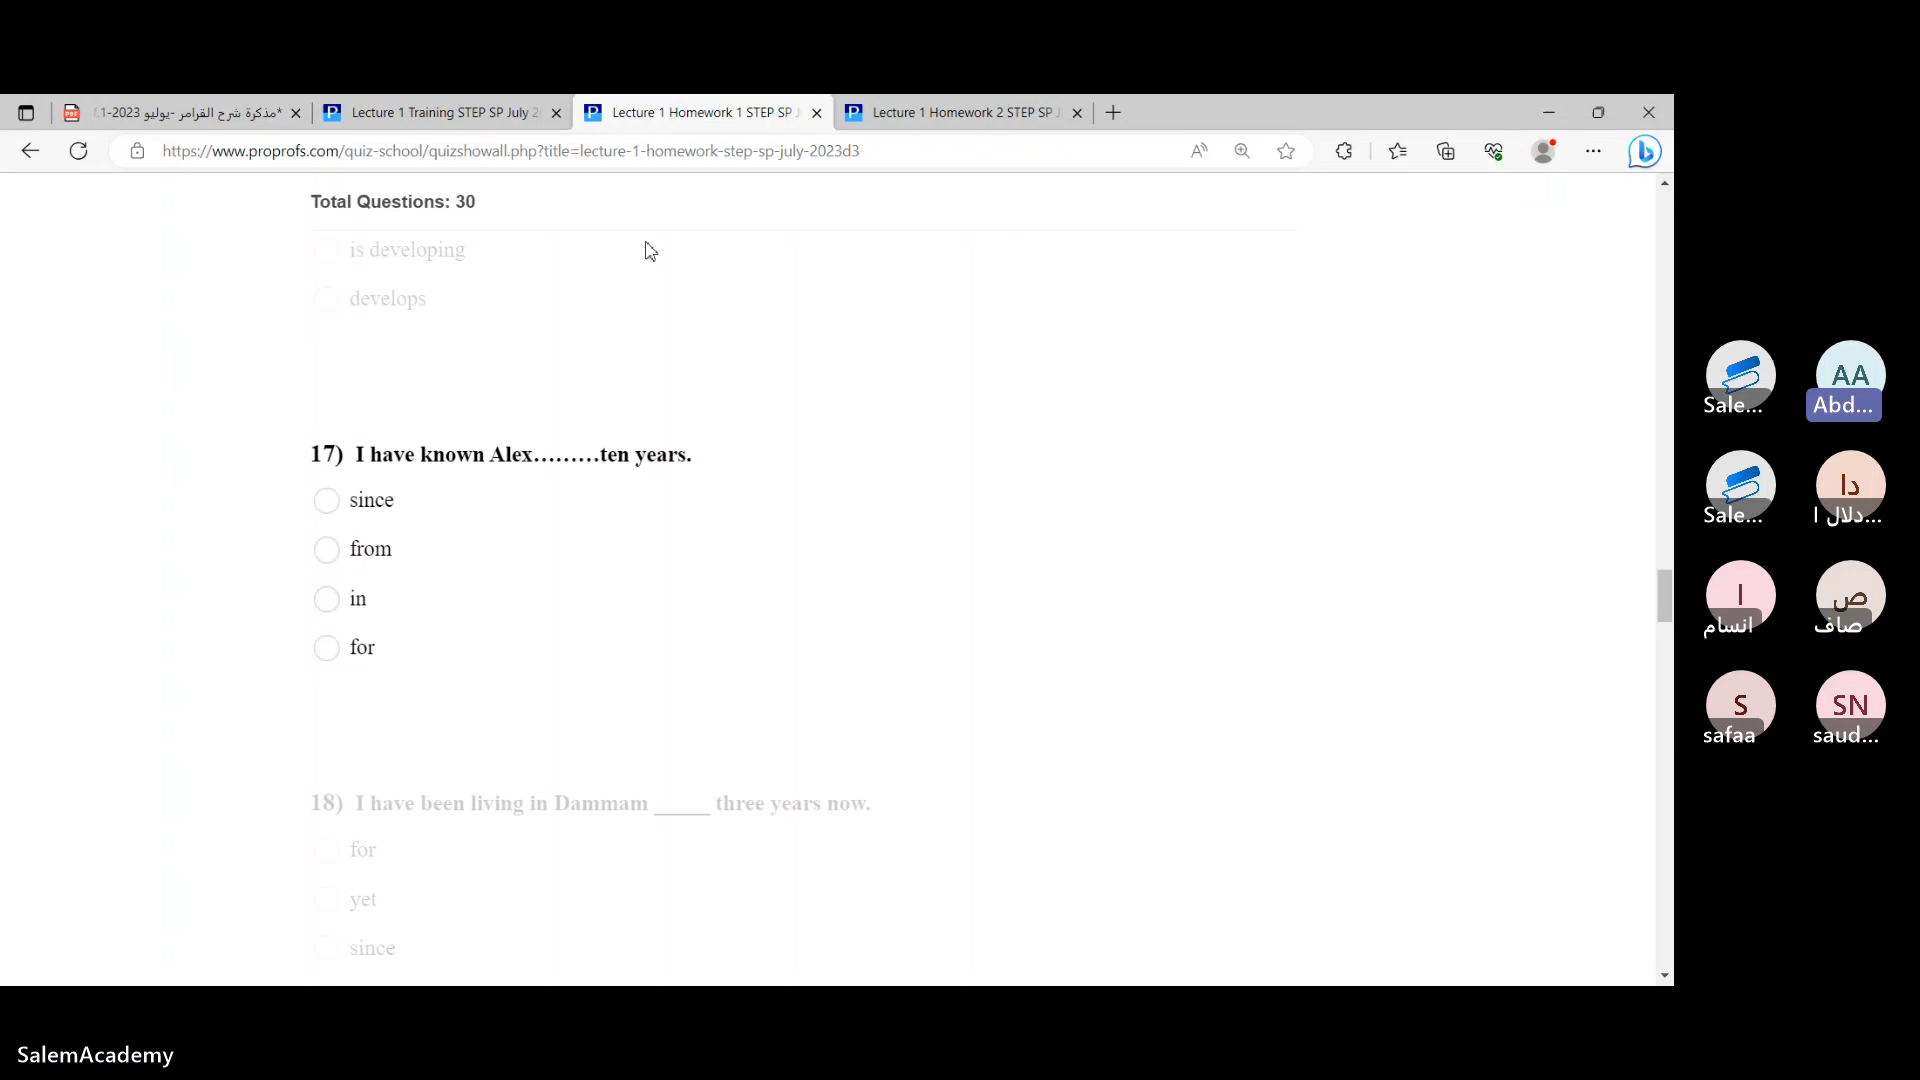 *مذكرة شرح القرامر -يوليو 2023-1.f
Lecture 1 Training STEP SP July 2
Lecture 1 Homework 1 STEP SP J
Lecture 1 Homework 2 STEP SP J
https://www.proprofs.com/quiz-school/quizshowall.php?title=lecture-1-homework-step-sp-july-2023d3
Total Questions: 30
is developing
develops
17) I have known Alex.........ten years.
since
from
in
for
18) I have been living in Dammam _____ three years now.
for
yet
since
AA
Sale...
Abd...
دا
Sale...
دلال ا...
ا
ص
انسام
صاف
S
SN
safaa
saud...
SalemAcademy